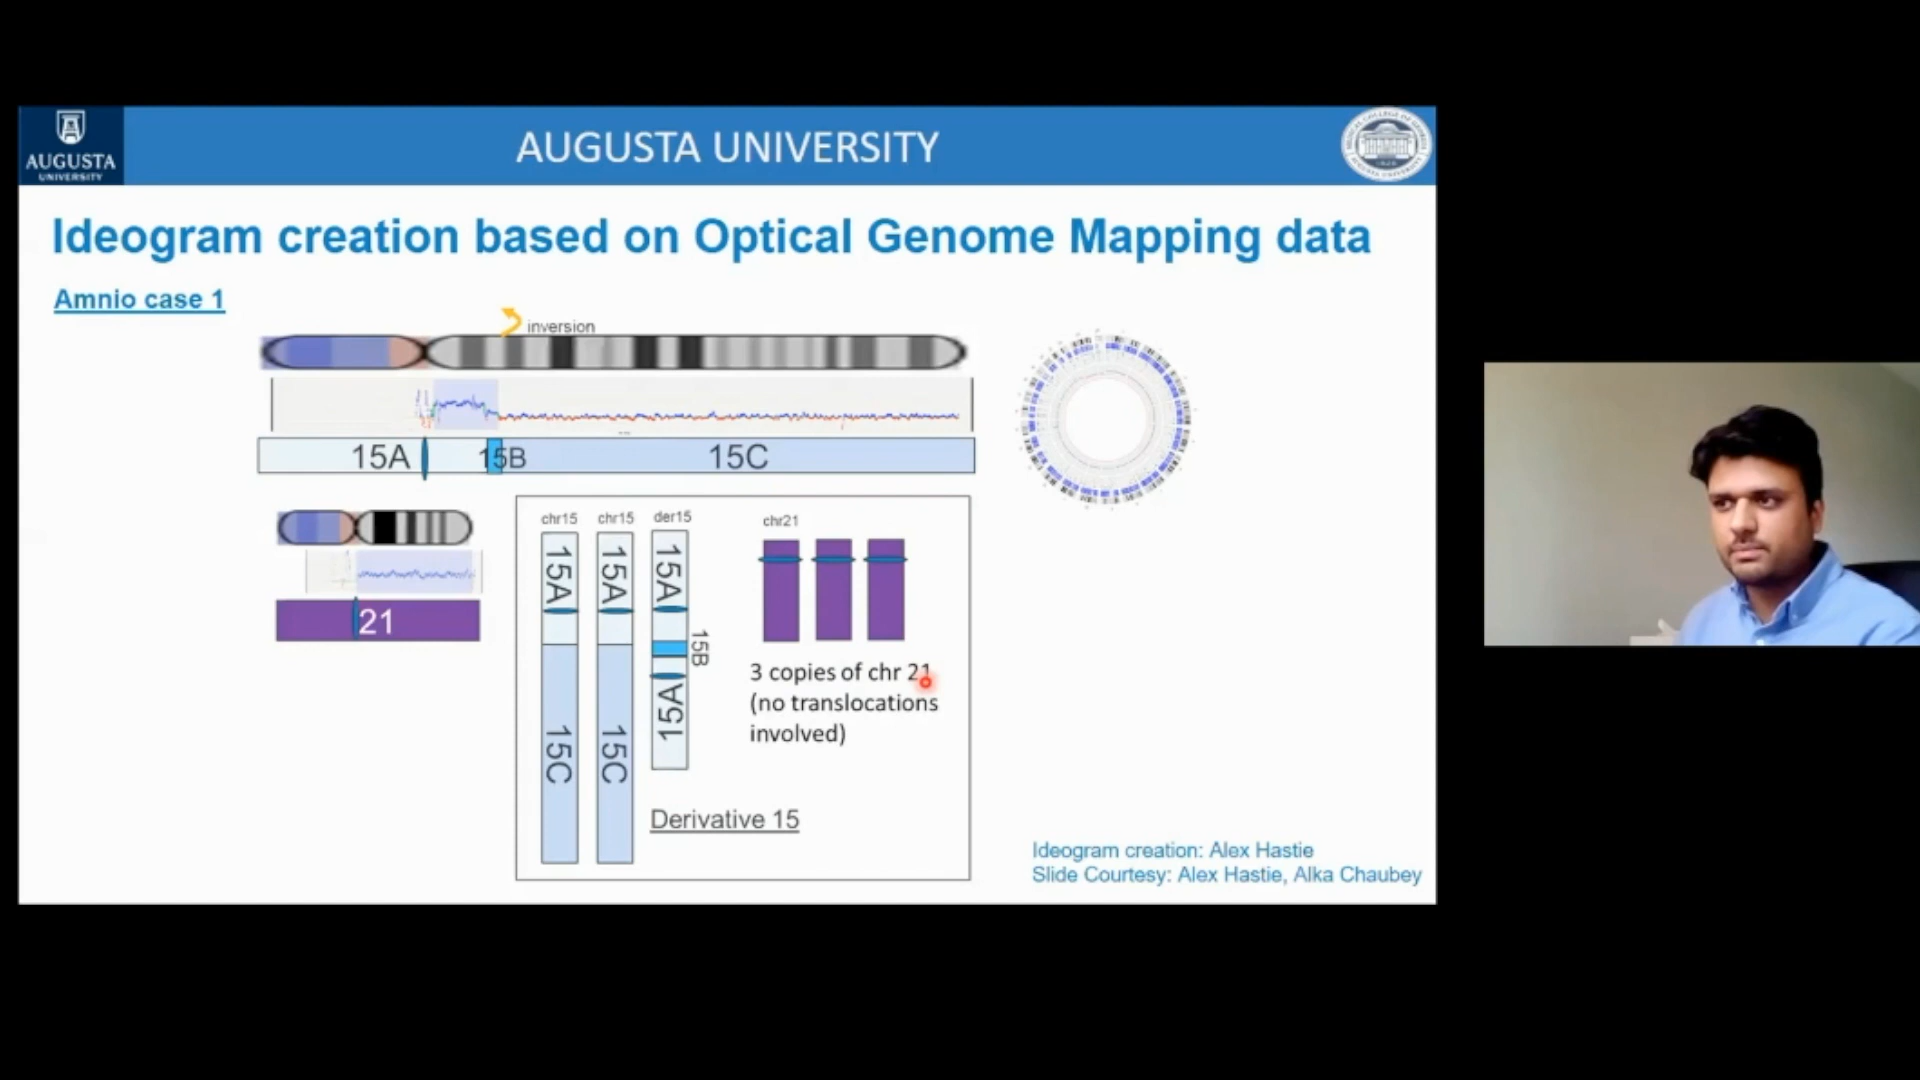 AUGUSTA
UNIVERSITY
AUGUSTA UNIVERSITY
Ideogram creation based on Optical Genome Mapping data
Amnio case 1
inversion
15A
15B
15C
21
chr15
chr15
der15
chr21
15A
15A
15A
15B
15A
15C
15C
3 copies of chr 21
(no translocations
involved)
Derivative 15
Ideogram creation: Alex Hastie
Slide Courtesy: Alex Hastie, Alka Chaubey